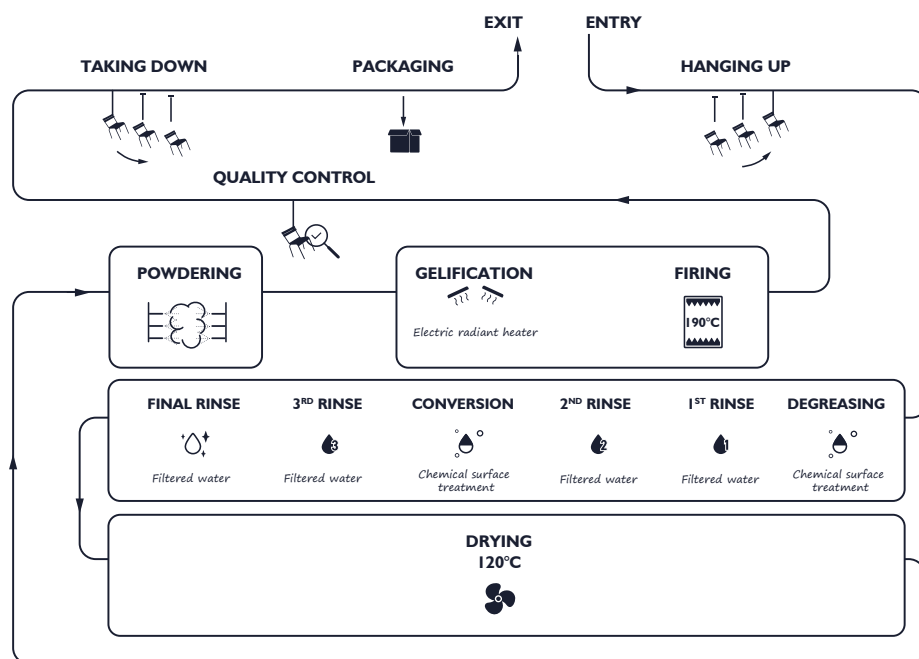 EXIT
ENTRY
TAKING DOWN
PACKAGING
HANGING UP
QUALITY CONTROL
POWDERING
GELIFICATION
FIRING
190°C
Electric radiant heater
FINAL RINSE
3RD RINSE
CONVERSION
2ND RINSE
1ST RINSE
DEGREASING
3
2
1
Filtered water
Filtered water
Chemical surface
treatment
Filtered water
Filtered water
Chemical surface
treatment
DRYING
120°C